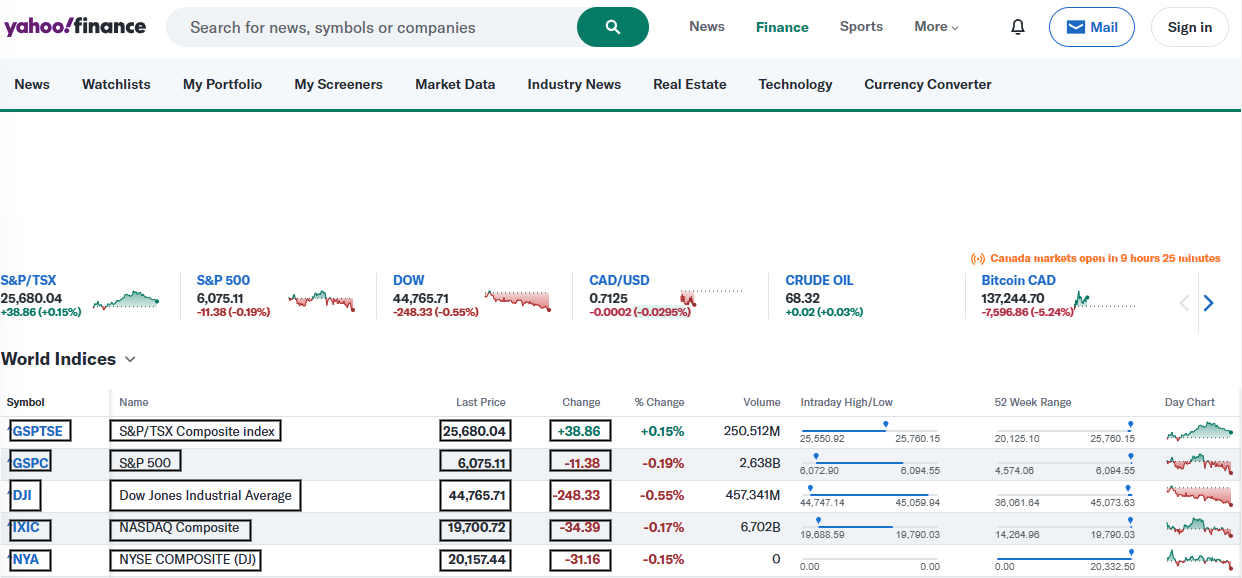 yahoo!finance Search for news, symbols or companies News Finance Sports More Mail Sign in
News Watchlists My Portfolio My Screeners Market Data Industry News Real Estate Technology Currency Converter
Canada markets open in 9 hours 25 minutes
S&P/TSX S&P 500 DOW CAD/USD CRUDE OIL Bitcoin CAD
25,680.04 6,075.11 44,765.71 0.7125 68.32 137,244.70
+38.86 (+0.15%) -11.38 (-0.19%) -248.33 (-0.55%) -0.0002 (-0.0295%) +0.02 (+0.03%) -7,596.86 (-5.24%)
World Indices
Symbol Name Last Price Change % Change Volume Intraday High/Low 52 Week Range Day Chart
^GSPTSE S&P/TSX Composite index 25,680.04 +38.86 +0.15% 250,512M
25,550.92 25,760.15 20,125.10 25,760.15
^GSPC S&P 500 6,075.11 -11.38 -0.19% 2,638B
6,072.90 6,094.55 4,574.06 6,094.55
^DJI Dow Jones Industrial Average 44,765.71 -248.33 -0.55% 457,341M
44,747.14 45,059.94 36,061.64 45,073.63
^IXIC NASDAQ Composite 19,700.72 -34.39 -0.17% 6,702B
19,688.59 19,790.03 14,264.96 19,790.03
^NYA NYSE COMPOSITE (DJ) 20,157.44 -31.16 -0.15% 0
0.00 0.00 0.00 20,332.50